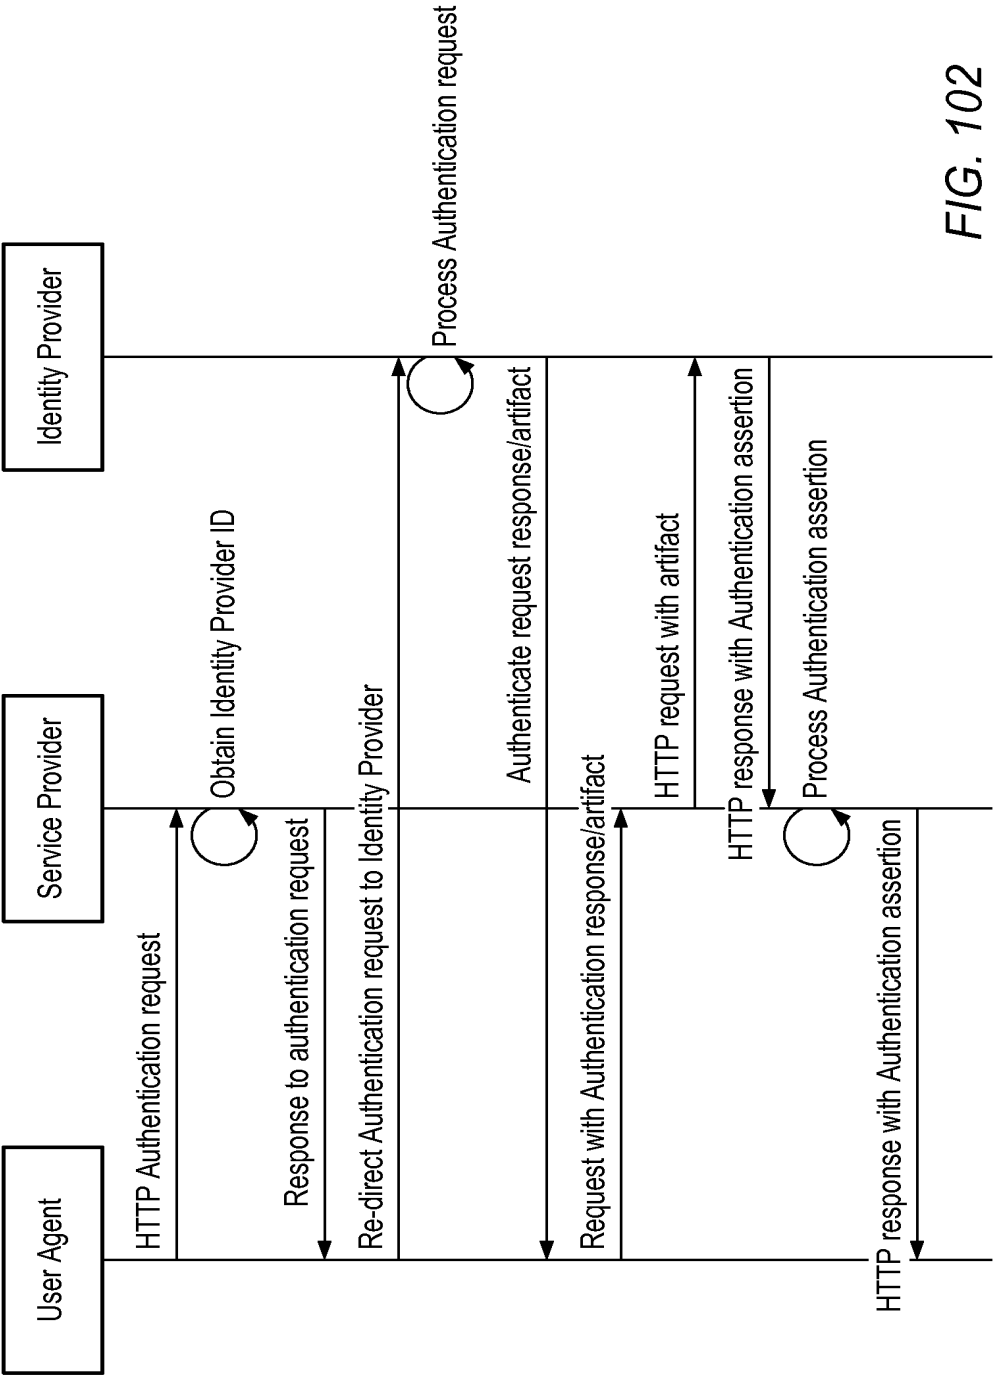 User Agent
Service Provider
Identity Provider
HTTP Authentication request
Obtain Identity Provider ID
Response to authentication request
Re-direct Authentication request to Identity Provider
Process Authentication request
Authenticate request response/artifact
Request with Authentication response/artifact
HTTP request with artifact
HTTP response with Authentication assertion
Process Authentication assertion
HTTP response with Authentication assertion
FIG. 102